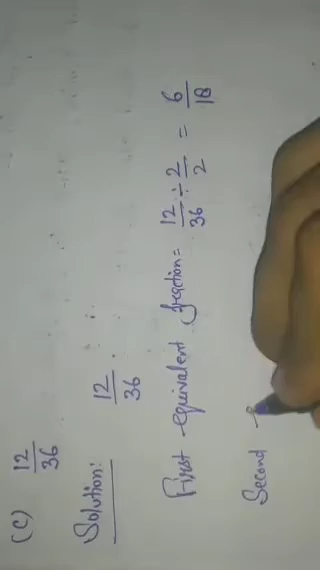 (C) 12/36
Solution: 12/36
First equivalent fraction = 12/36 ÷ 2/2 = 6/18
Second